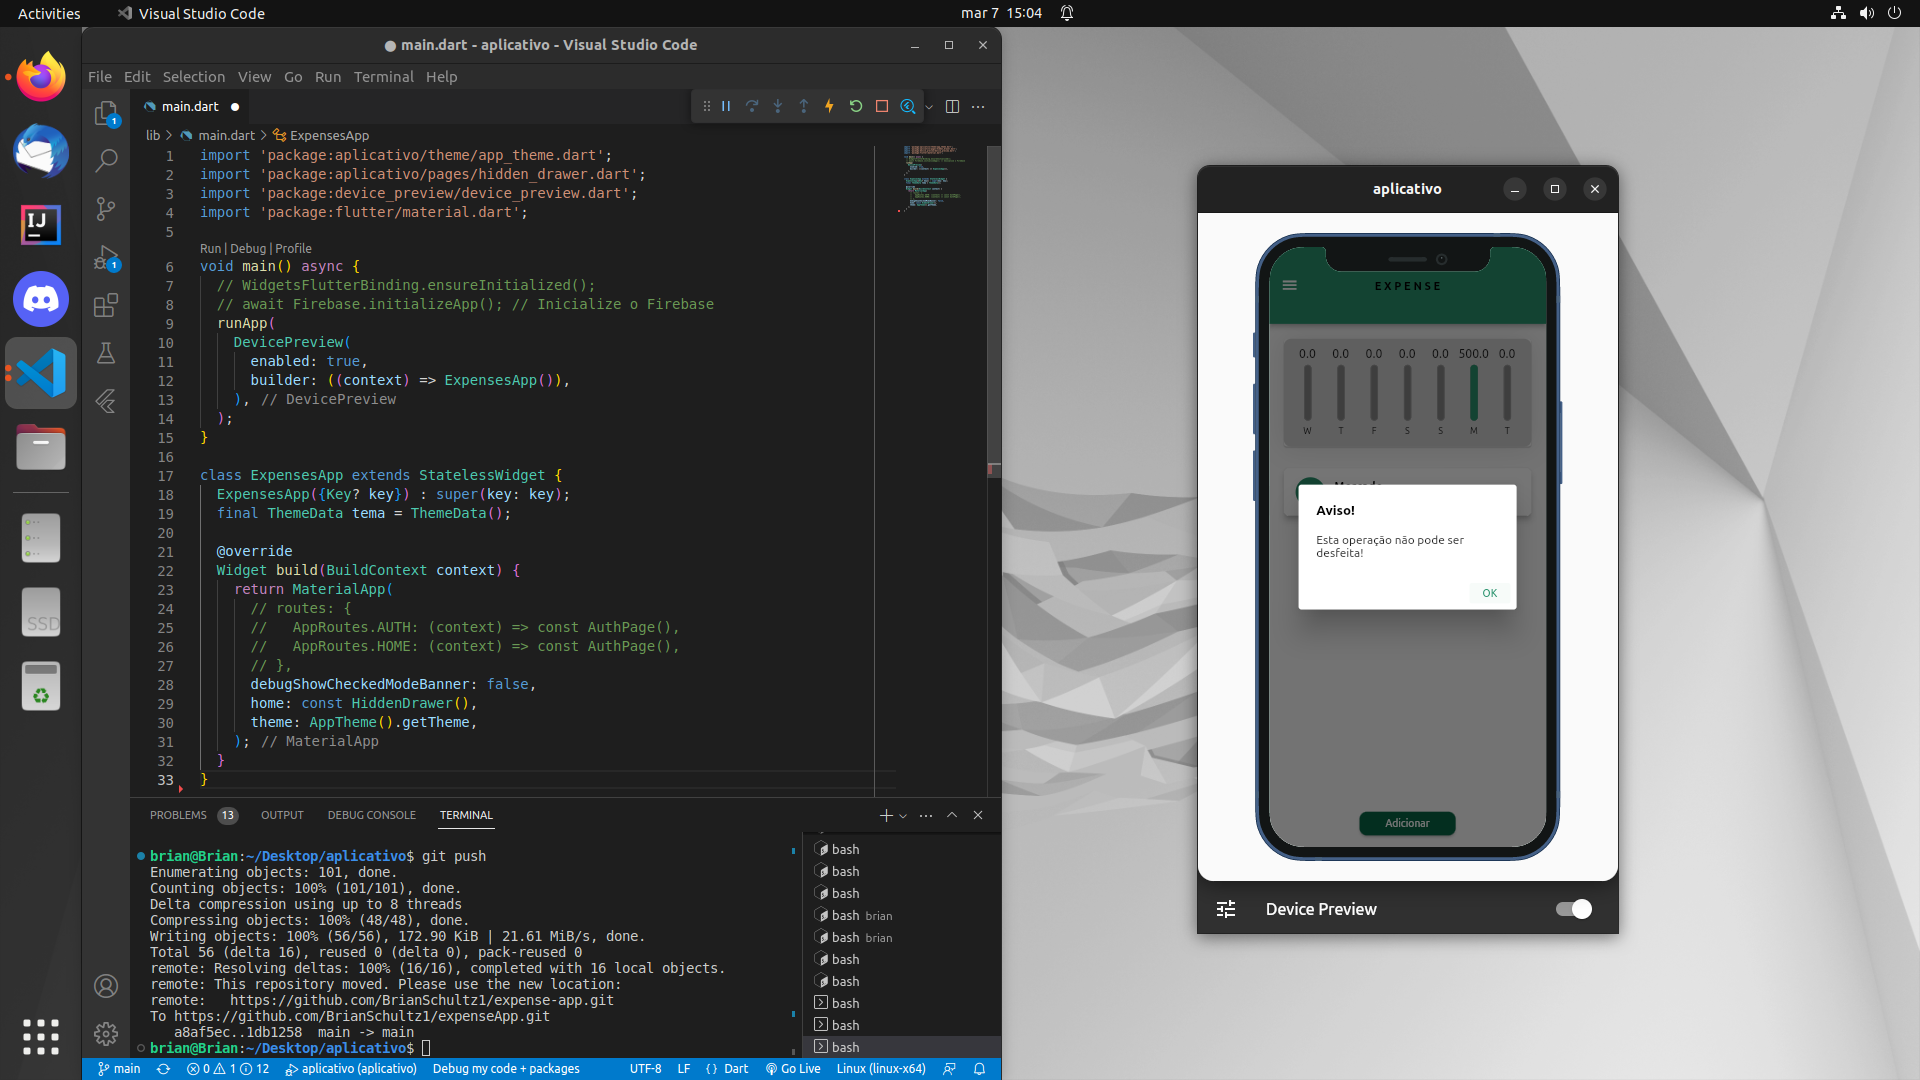 Activities
Visual Studio Code
mar 7 15:04
main.dart - aplicativo - Visual Studio Code
File Edit Selection View Go Run Terminal Help
main.dart
lib > main.dart > ExpensesApp
1 import 'package:aplicativo/theme/app_theme.dart';
2 import 'package:aplicativo/pages/hidden_drawer.dart';
3 import 'package:device_preview/device_preview.dart';
4 import 'package:flutter/material.dart';
5
Run | Debug | Profile
6 void main() async {
7 // WidgetsFlutterBinding.ensureInitialized();
8 // await Firebase.initializeApp(); // Inicialize o Firebase
9 runApp(
10 DevicePreview(
11 enabled: true,
12 builder: ((context) => ExpensesApp()),
13 ), // DevicePreview
14 );
15 }
16
17 class ExpensesApp extends StatelessWidget {
18 ExpensesApp({Key? key}) : super(key: key);
19 final ThemeData tema = ThemeData();
20
21 @override
22 Widget build(BuildContext context) {
23 return MaterialApp(
24 // routes: {
25 //   AppRoutes.AUTH: (context) => const AuthPage(),
26 //   AppRoutes.HOME: (context) => const AuthPage(),
27 // },
28 debugShowCheckedModeBanner: false,
29 home: const HiddenDrawer(),
30 theme: AppTheme().getTheme,
31 ); // MaterialApp
32 }
33 }
PROBLEMS 13 OUTPUT DEBUG CONSOLE TERMINAL
brian@Brian:~/Desktop/aplicativo$ git push
Enumerating objects: 101, done.
Counting objects: 100% (101/101), done.
Delta compression using up to 8 threads
Compressing objects: 100% (48/48), done.
Writing objects: 100% (56/56), 172.90 KiB | 21.61 MiB/s, done.
Total 56 (delta 16), reused 0 (delta 0), pack-reused 0
remote: Resolving deltas: 100% (16/16), completed with 16 local objects.
remote: This repository moved. Please use the new location:
remote:   https://github.com/BrianSchultz1/expense-app.git
To https://github.com/BrianSchultz1/expenseApp.git
   a8af5ec..1db1258  main -> main
brian@Brian:~/Desktop/aplicativo$
bash
bash
bash
bash brian
bash brian
bash
bash
bash
bash
bash
main 0 1 12 aplicativo (aplicativo) Debug my code + packages UTF-8 LF {} Dart Go Live Linux (linux-x64)
1
1
IJ
SSD
aplicativo
EXPENSE
0.0 0.0 0.0 0.0 0.0 500.0 0.0
W T F S S M T
Aviso!
Esta operação não pode ser
desfeita!
OK
Adicionar
Device Preview